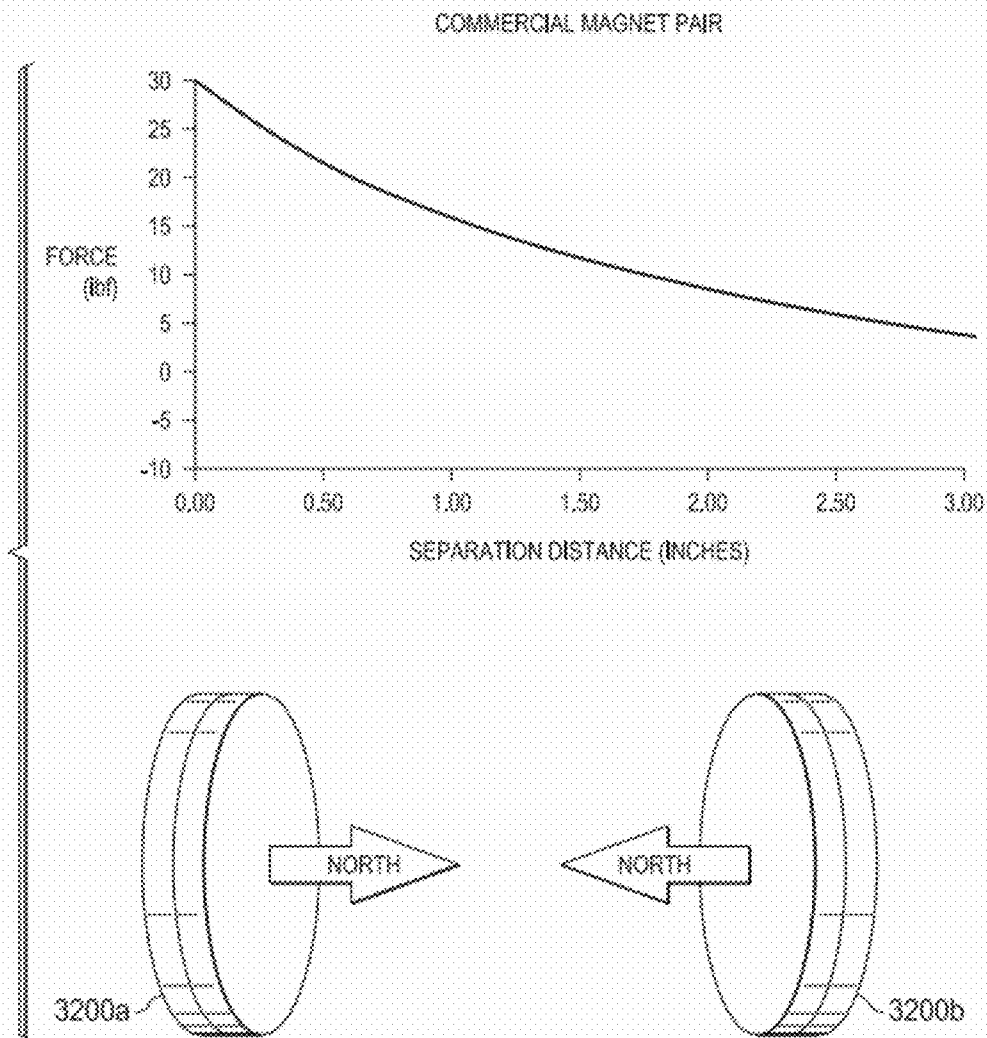 COMMERCIAL MAGNET PAIR
30
25
20
15
10
5
0
-5
-10
FORCE
(lbf)
0.00 0.50 1.00 1.50 2.00 2.50 3.00
SEPARATION DISTANCE (INCHES)
NORTH NORTH
3200a 3200b